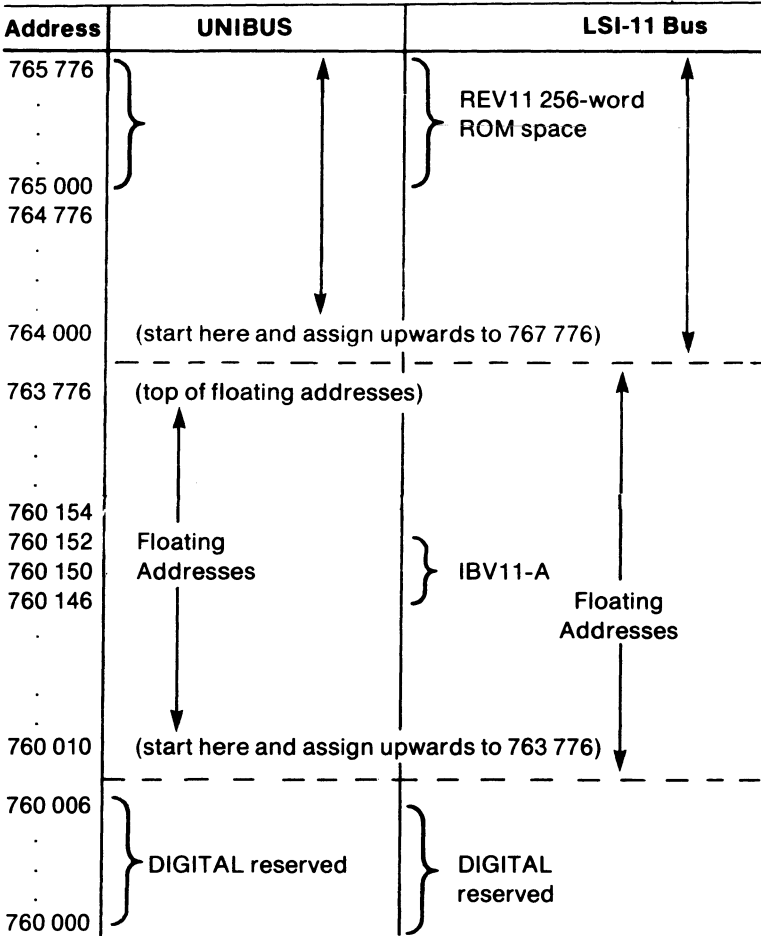 Address UNIBUS LSI-11 Bus
765 776
REV11 256-word
ROM space
765 000
764 776
764 000 (start here and assign upwards to 767 776)
763 776 (top of floating addresses)
760 154
760 152 Floating
760 150 Addresses IBV11-A
760 146 Floating
Addresses
760 010 (start here and assign upwards to 763 776)
760 006
DIGITAL reserved DIGITAL
reserved
760 000